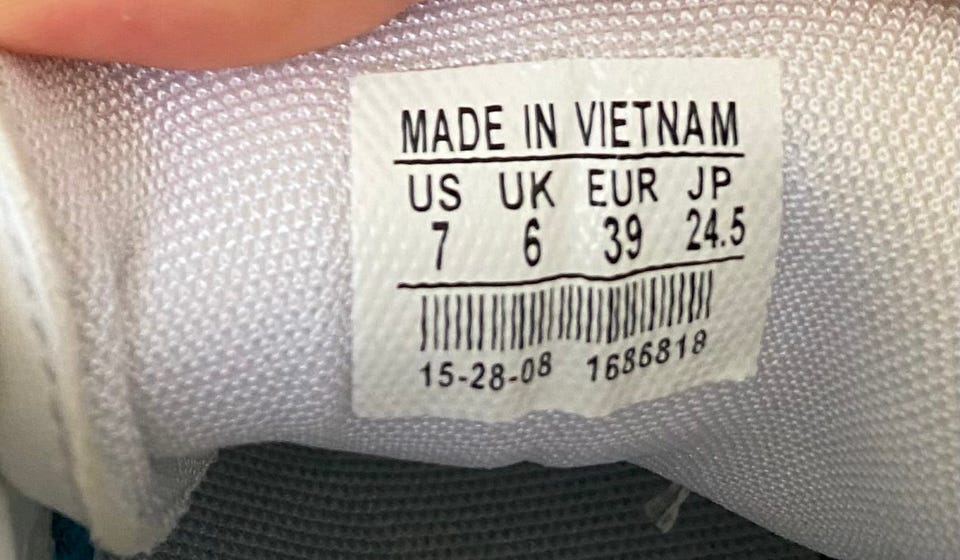 MADE IN VIETNAM
US UK EUR JP
7 6 39 24.5
15-28-08 1686818